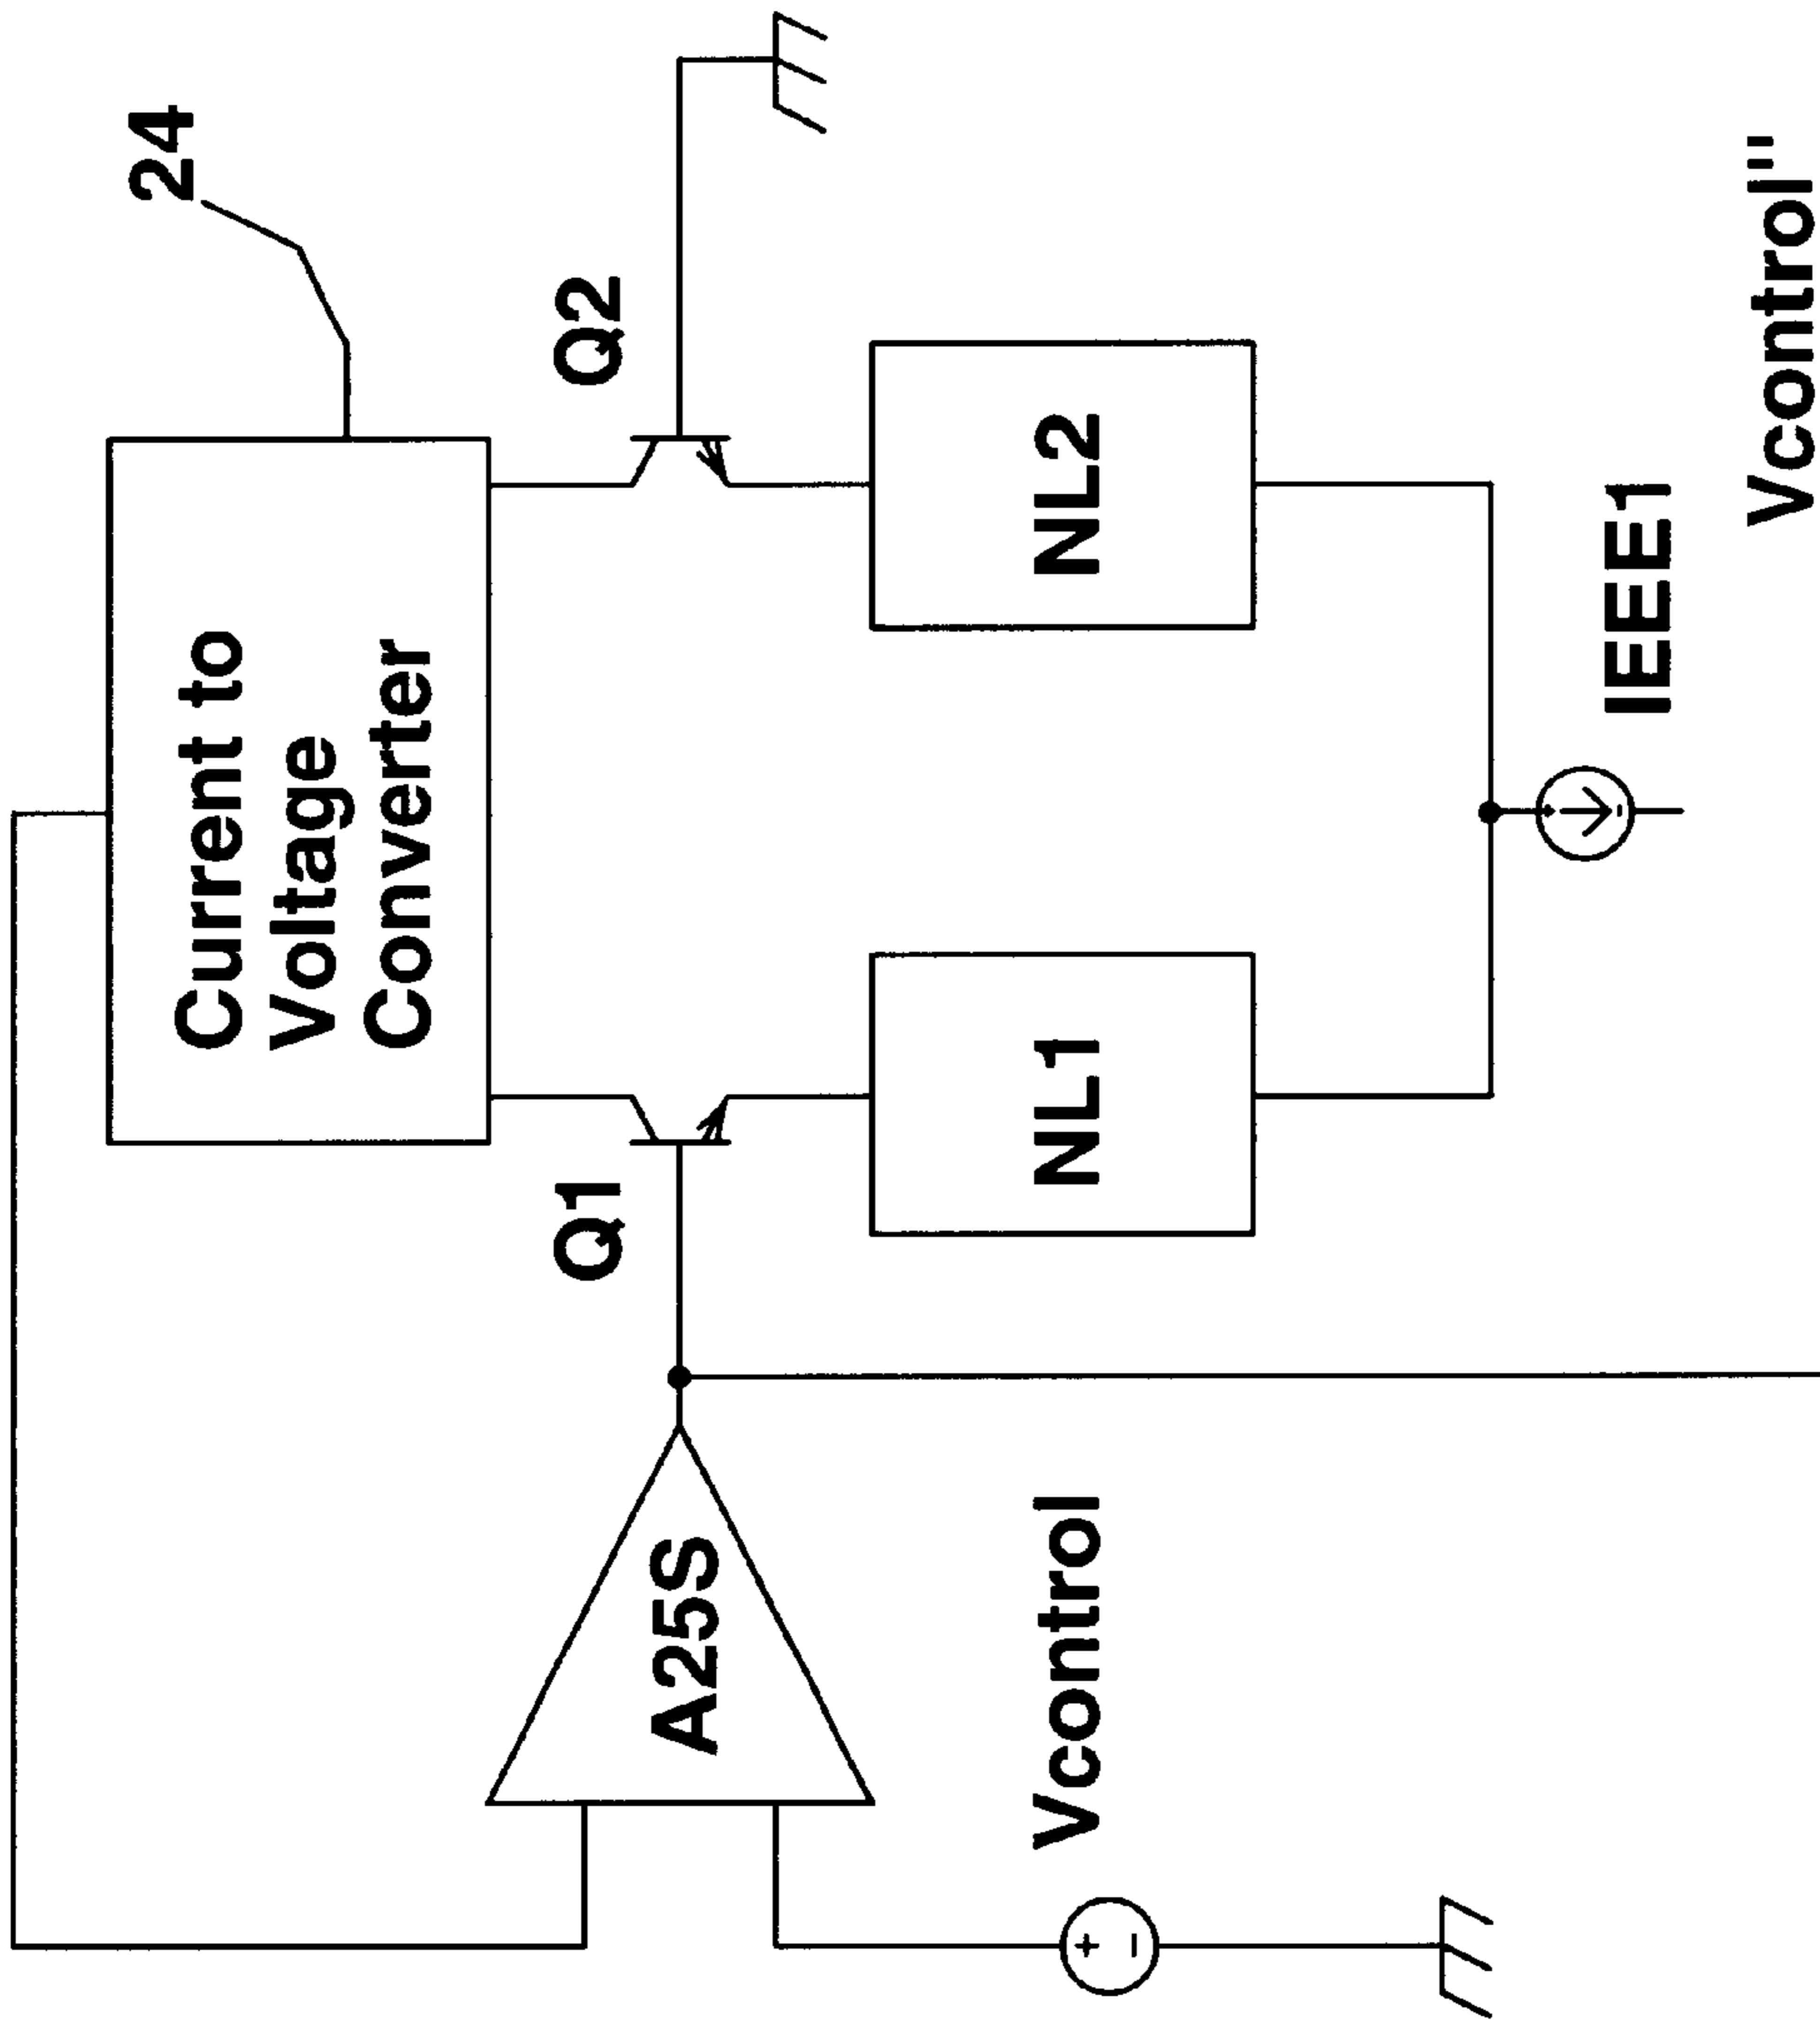 24
Current to
Voltage
Converter
Q1
Q2
A25S
NL1
NL2
Vcontrol
IEEE1
Vcontrol"